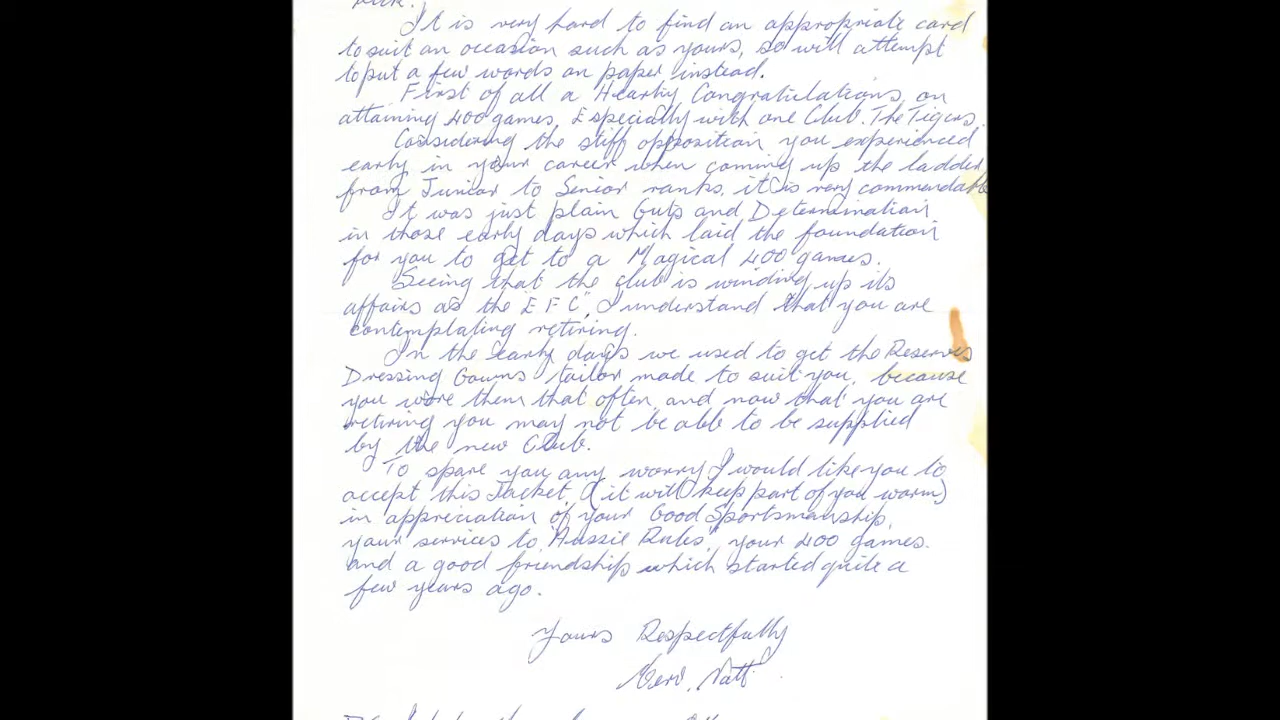 It is very hard to find an appropriate card
to suit an occasion such as yours, so will attempt
to put a few words on paper instead.
First of all a Hearty Congratulations, on
attaining 400 games, Especially with one Club. The Tigers.
Considering the stiff opposition you experienced
early in your career when coming up the ladder,
from Junior to Senior ranks, it is very commendable
It was just plain Guts and Determination
in those early days which laid the foundation
for you to get to a Magical 400 games.
Seeing that the club is winding up its
affairs as the "E F C", I understand that you are
contemplating retiring.
In the early days we used to get the Reserves
Dressing Gowns tailor made to suit you, because
you wore them that often, and now that you are
retiring you may not be able to be supplied
by the new Club.
To spare you any worry I would like you to
accept this Jacket, (it will keep part of you warm)
in appreciation of your Good Sportsmanship,
your services to "Aussie Rules", your 400 games.
and a good friendship which started quite a
few years ago.
Yours Respectfully